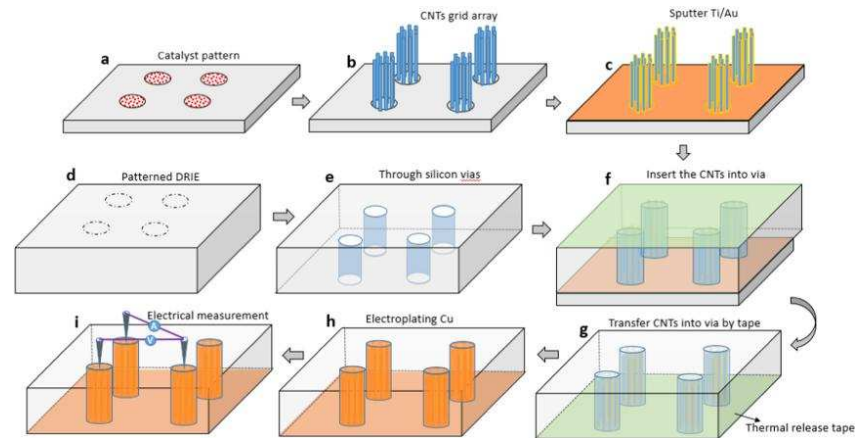 a
Catalyst pattern
b
CNTs grid array
c
Sputter Ti/Au
d
Patterned DRIE
e
Through silicon vias
f
Insert the CNTs into via
i
Electrical measurement
A
V
h
Electroplating Cu
g
Transfer CNTs into via by tape
Thermal release tape